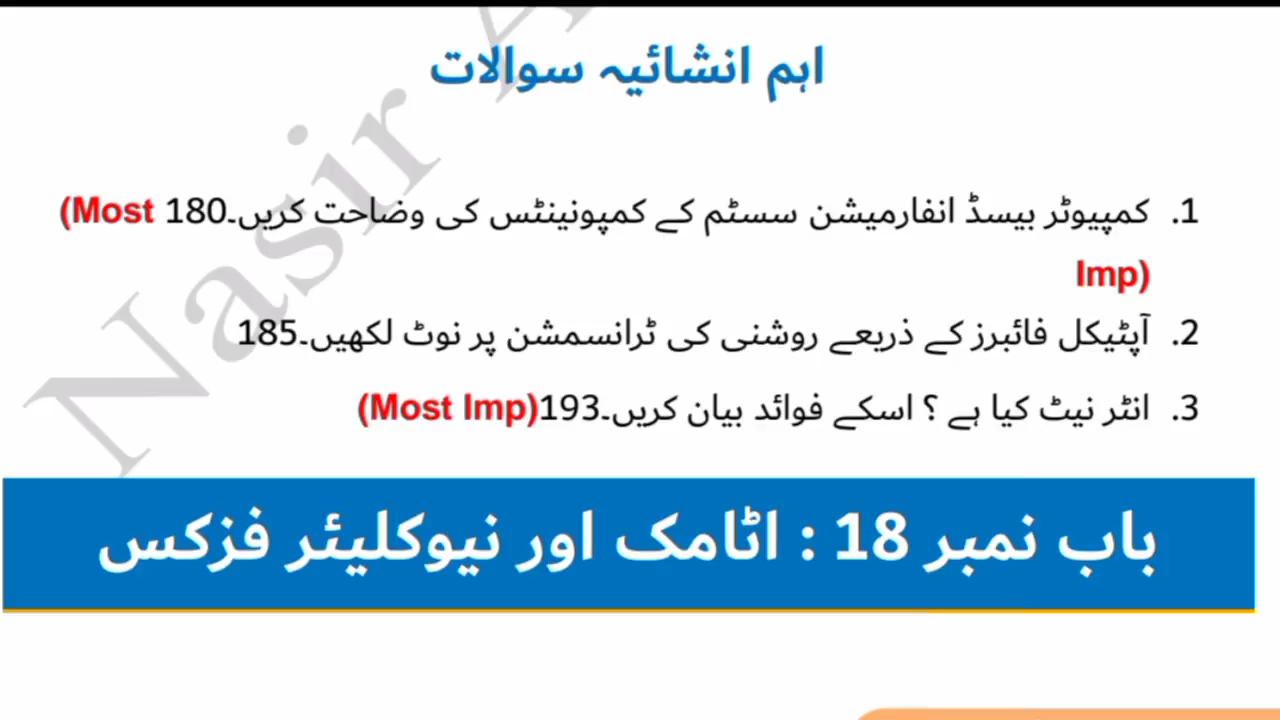 اہم انشائیہ سوالات
1. کمپیوٹر بیسڈ انفارمیشن سسٹم کے کمپونینٹس کی وضاحت کریں۔180 (Most
Imp)
2. آپٹیکل فائبرز کے ذریعے روشنی کی ٹرانسمشن پر نوٹ لکھیں۔185
3. انٹر نیٹ کیا ہے ؟ اسکے فوائد بیان کریں۔193(Most Imp)
باب نمبر 18 : اٹامک اور نیوکلیئر فزکس
Nasir